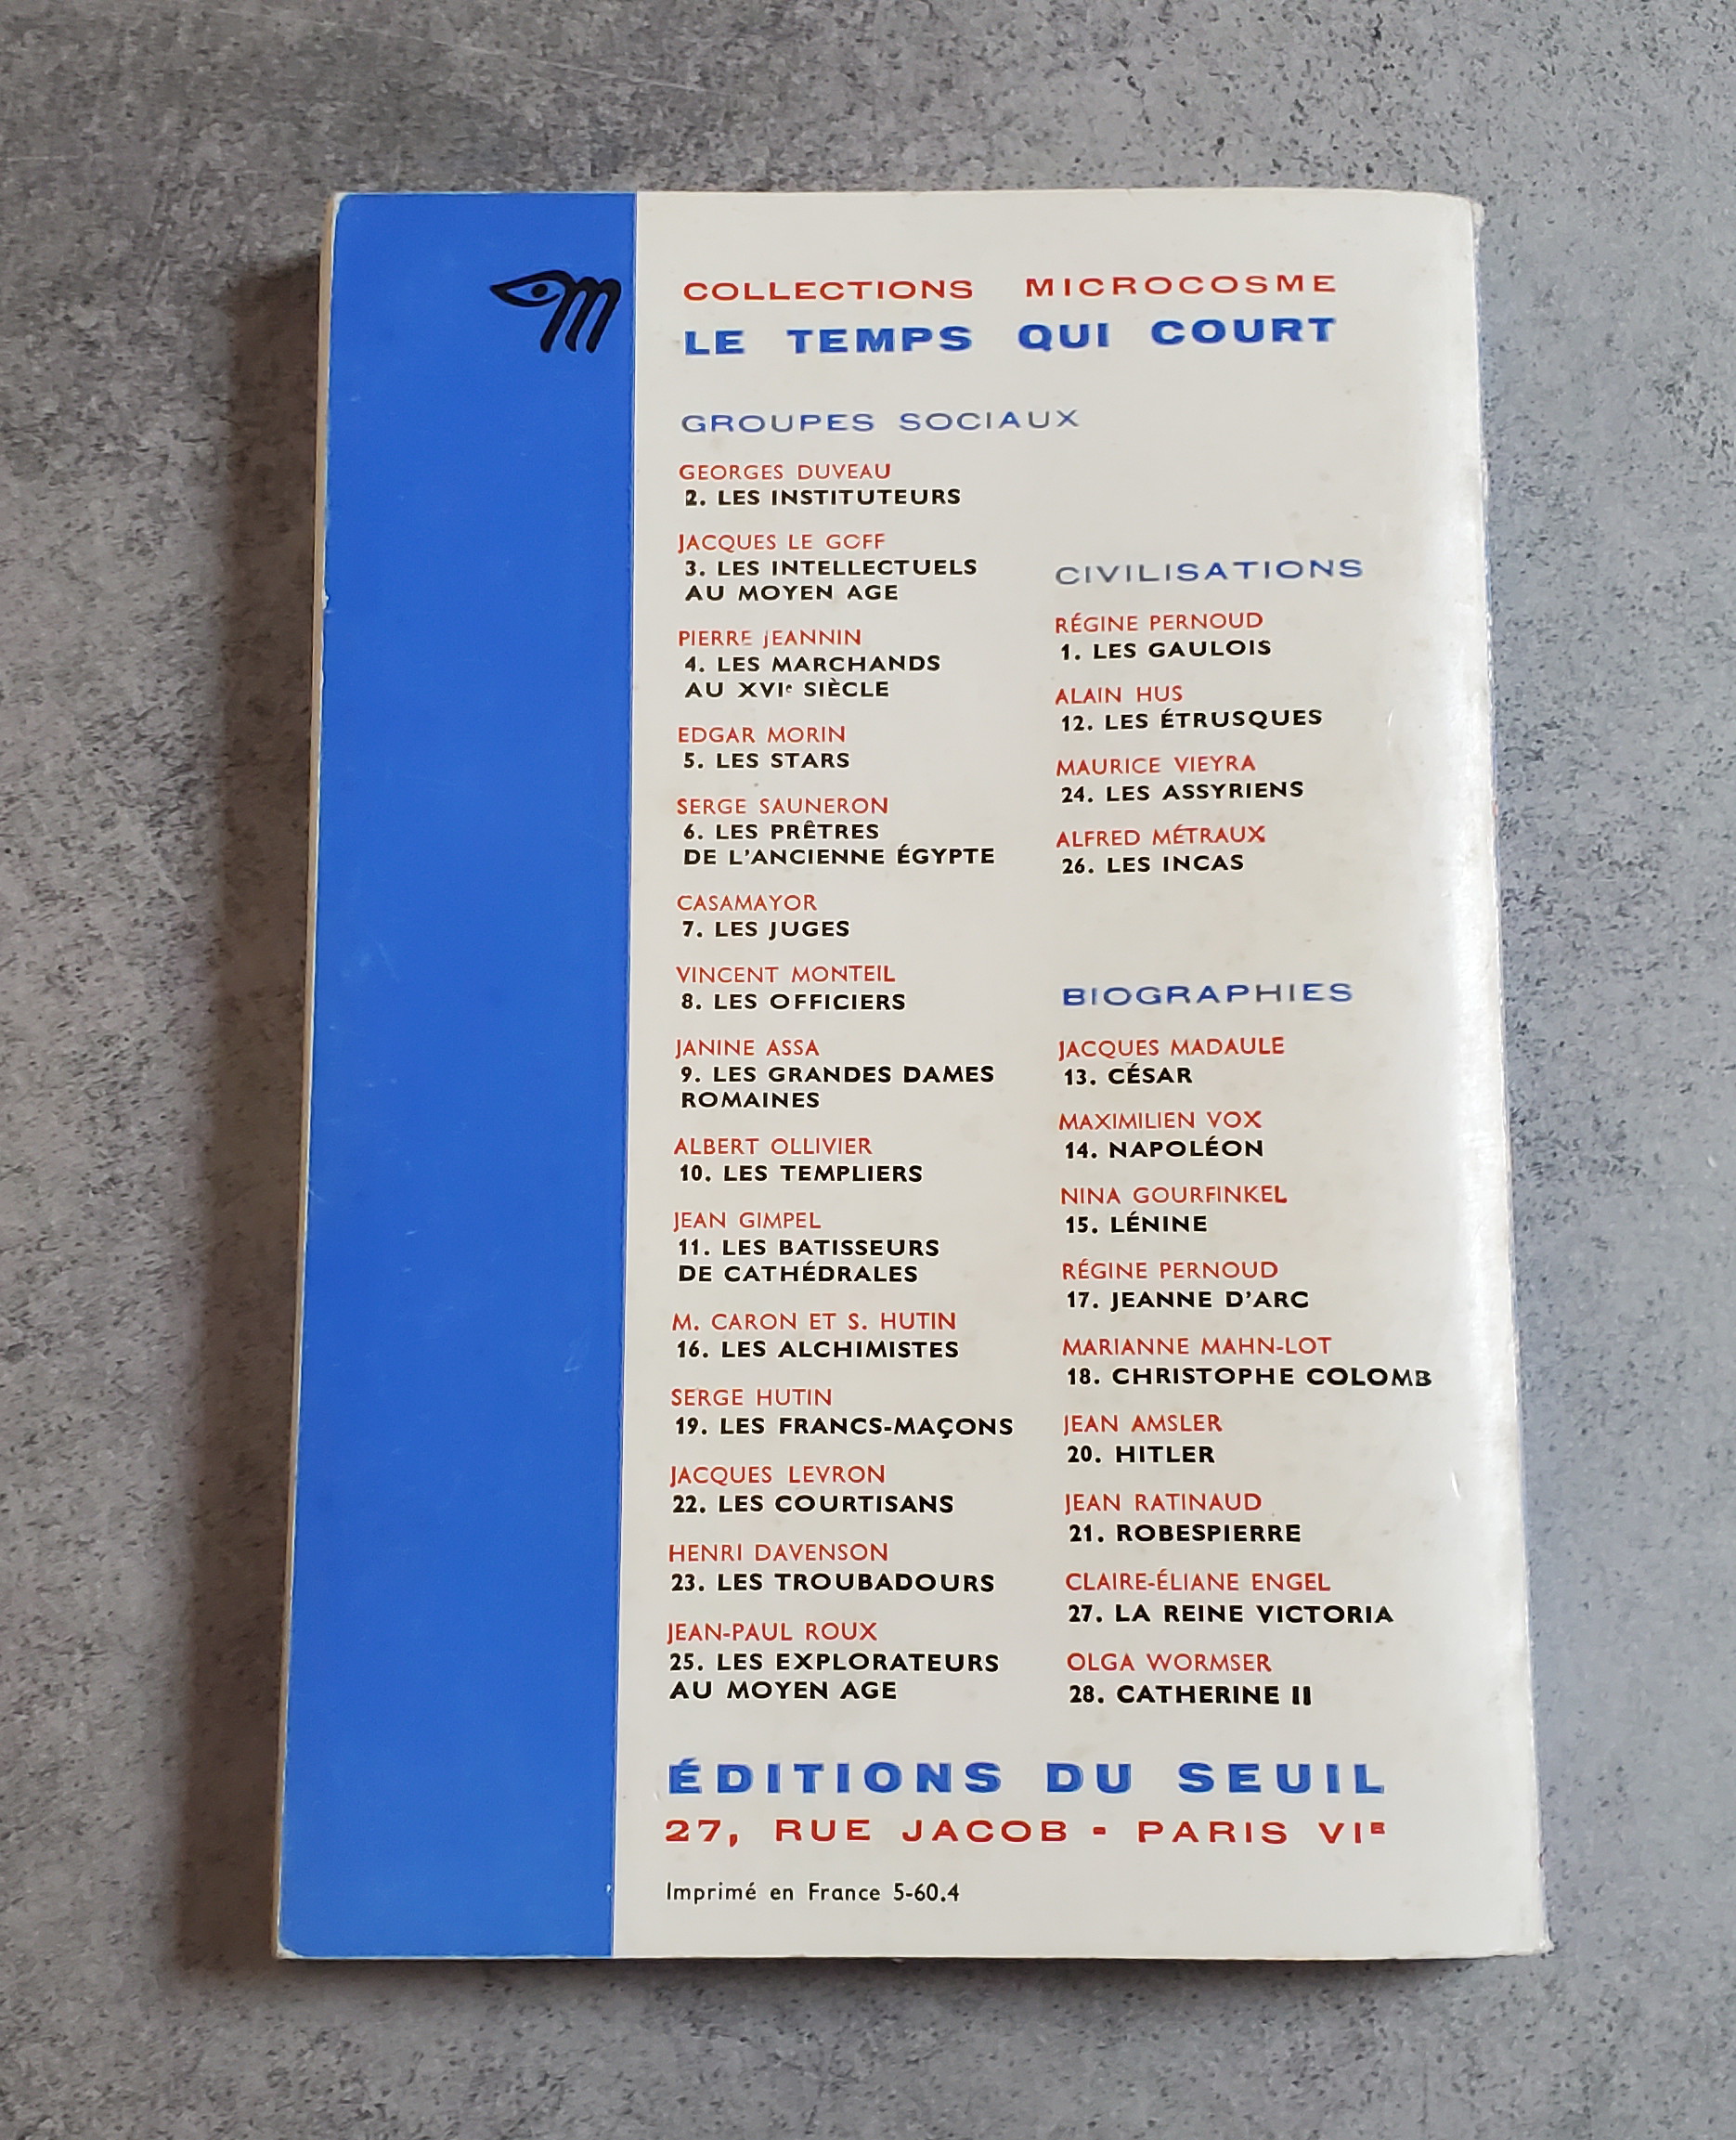 COLLECTIONS MICROCOSME
LE TEMPS QUI COURT
GROUPES SOCIAUX
GEORGES DUVEAU
2. LES INSTITUTEURS
JACQUES LE GOFF
3. LES INTELLECTUELS
AU MOYEN AGE
PIERRE JEANNIN
4. LES MARCHANDS
AU XVIe SIÈCLE
EDGAR MORIN
5. LES STARS
SERGE SAUNERON
6. LES PRÊTRES
DE L'ANCIENNE ÉGYPTE
CASAMAYOR
7. LES JUGES
VINCENT MONTEIL
8. LES OFFICIERS
JANINE ASSA
9. LES GRANDES DAMES
ROMAINES
ALBERT OLLIVIER
10. LES TEMPLIERS
JEAN GIMPEL
11. LES BATISSEURS
DE CATHÉDRALES
M. CARON ET S. HUTIN
16. LES ALCHIMISTES
SERGE HUTIN
19. LES FRANCS-MAÇONS
JACQUES LEVRON
22. LES COURTISANS
HENRI DAVENSON
23. LES TROUBADOURS
JEAN-PAUL ROUX
25. LES EXPLORATEURS
AU MOYEN AGE
CIVILISATIONS
RÉGINE PERNOUD
1. LES GAULOIS
ALAIN HUS
12. LES ÉTRUSQUES
MAURICE VIEYRA
24. LES ASSYRIENS
ALFRED MÉTRAUX
26. LES INCAS
BIOGRAPHIES
JACQUES MADAULE
13. CÉSAR
MAXIMILIEN VOX
14. NAPOLÉON
NINA GOURFINKEL
15. LÉNINE
RÉGINE PERNOUD
17. JEANNE D'ARC
MARIANNE MAHN-LOT
18. CHRISTOPHE COLOMB
JEAN AMSLER
20. HITLER
JEAN RATINAUD
21. ROBESPIERRE
CLAIRE-ÉLIANE ENGEL
27. LA REINE VICTORIA
OLGA WORMSER
28. CATHERINE II
ÉDITIONS DU SEUIL
27, RUE JACOB - PARIS VIE
Imprimé en France 5-60.4